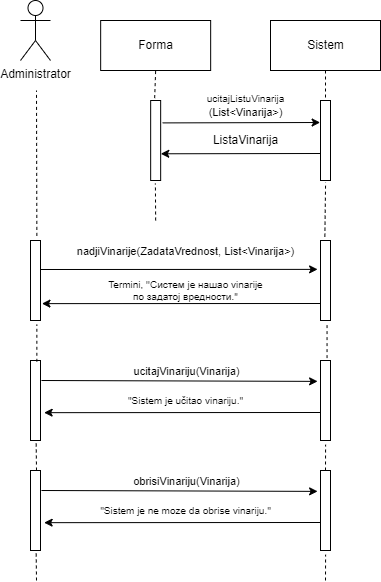 Forma
Sistem
Administrator
ucitajListuVinarija
(List<Vinarija>)
ListaVinarija
nadjiVinarije(ZadataVrednost, List<Vinarija>)
Termini, "Систем је нашао vinarije
по задатој вредности."
ucitajVinariju(Vinarija)
"Sistem je učitao vinariju."
obrisiVinariju(Vinarija)
"Sistem je ne moze da obrise vinariju."